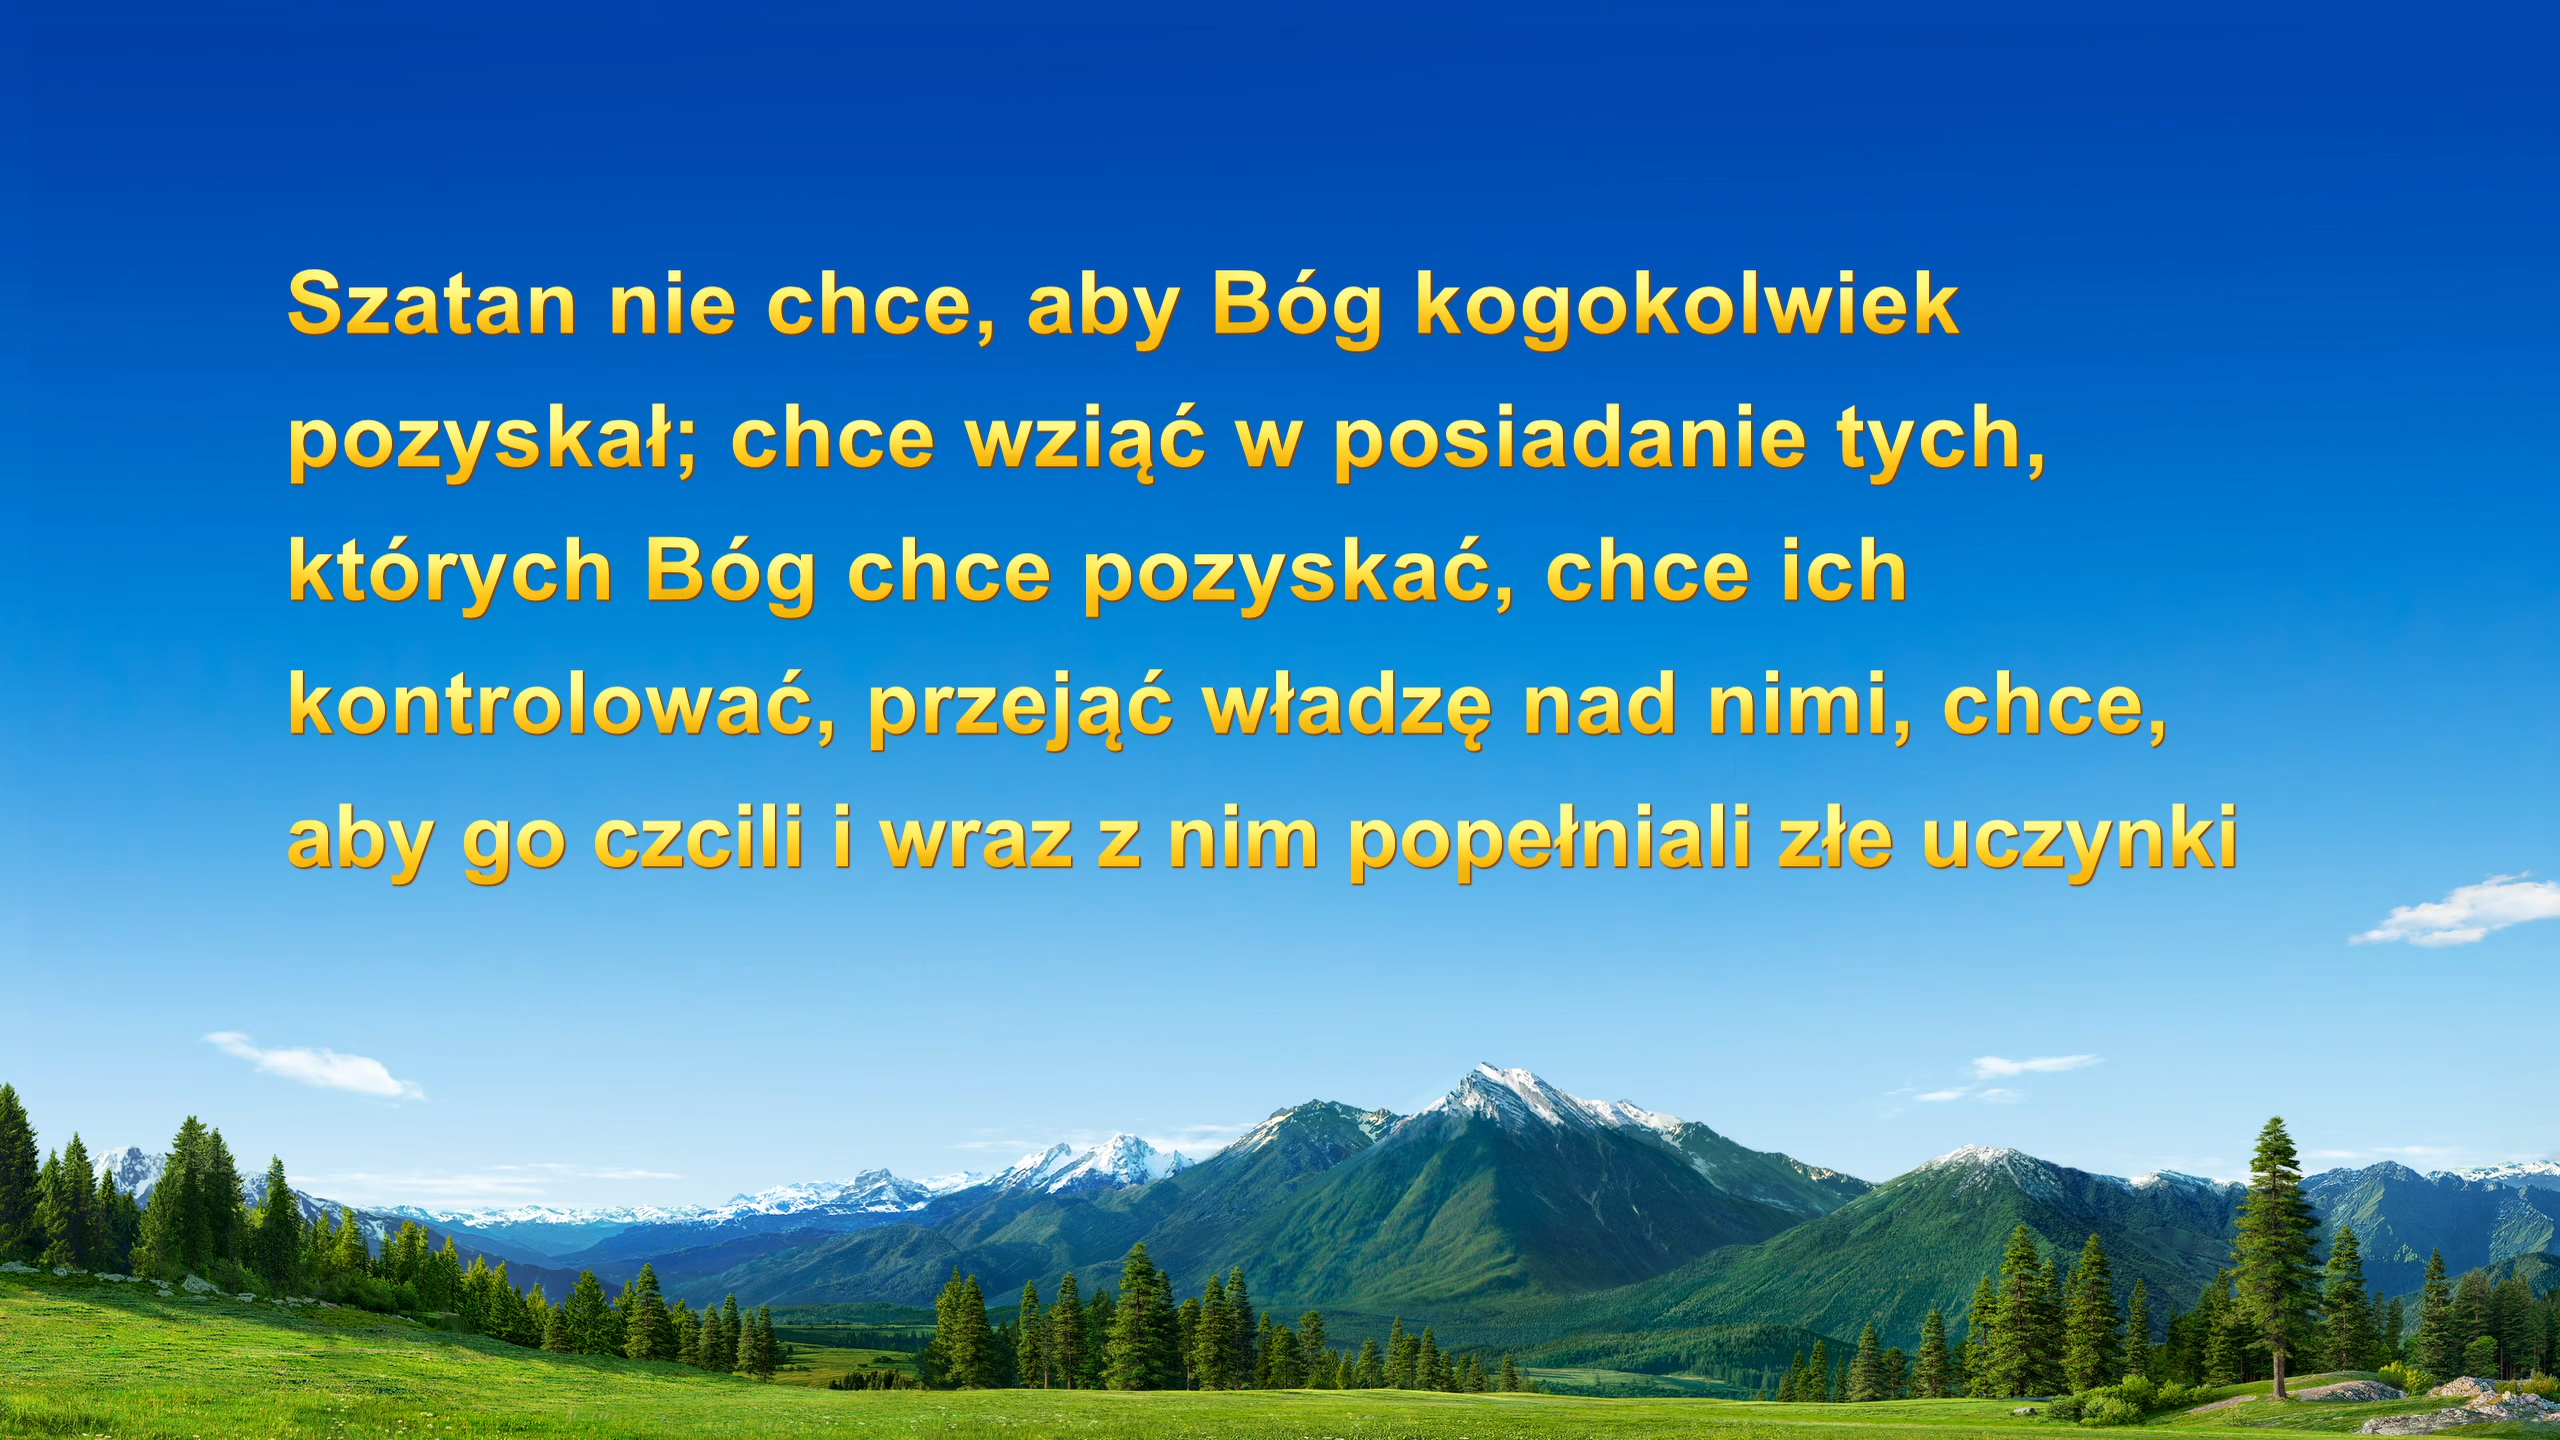 Szatan nie chce, aby Bóg kogokolwiek
pozyskał; chce wziąć w posiadanie tych,
których Bóg chce pozyskać, chce ich
kontrolować, przejąć władzę nad nimi, chce,
aby go czcili i wraz z nim popełniali złe uczynki